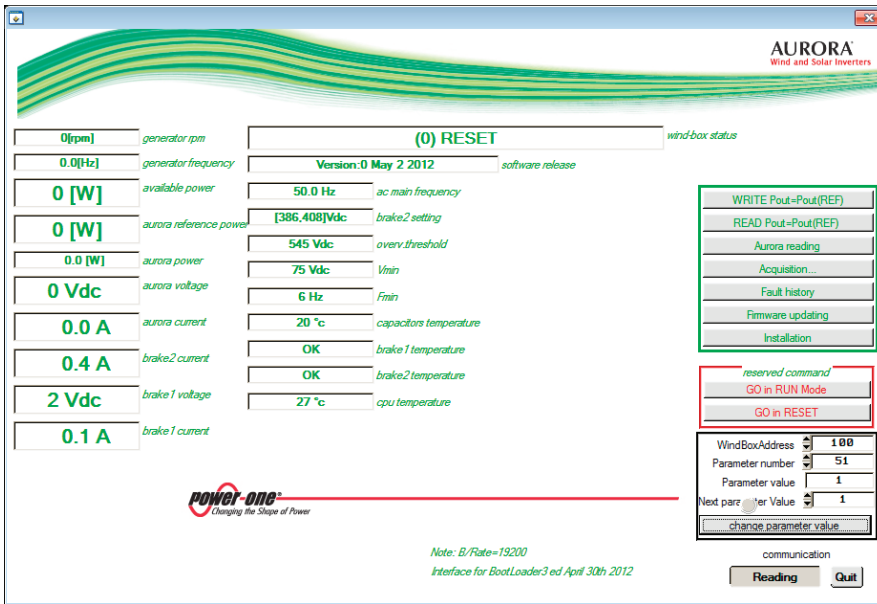 AURORA
Wind and Solar Inverters
0[rpm] generator rpm (0) RESET wind-box status
0.0[Hz] generator frequency Version:0 May 2 2012 software release
0 [W] available power 50.0 Hz ac main frequency
0 [W] aurora reference power [386,408]Vdc brake2 setting
545 Vdc overv.threshold
0.0 [W] aurora power 75 Vdc Vmin
0 Vdc aurora voltage 6 Hz Fmin
0.0 A aurora current 20 °c capacitors temperature
0.4 A brake2 current OK brake1 temperature
OK brake2 temperature
2 Vdc brake1 voltage 27 °c cpu temperature
0.1 A brake1 current
WRITE Pout=Pout(REF)
READ Pout=Pout(REF)
Aurora reading
Acquisition...
Fault history
Firmware updating
Installation
reserved command
GO in RUN Mode
GO in RESET
WindBoxAddress 100
Parameter number 51
Parameter value 1
Next parameter Value 1
change parameter value
power-one
Changing the Shape of Power
Note: B/Rate=19200
Interface for BootLoader3 ed April 30th 2012
communication
Reading Quit